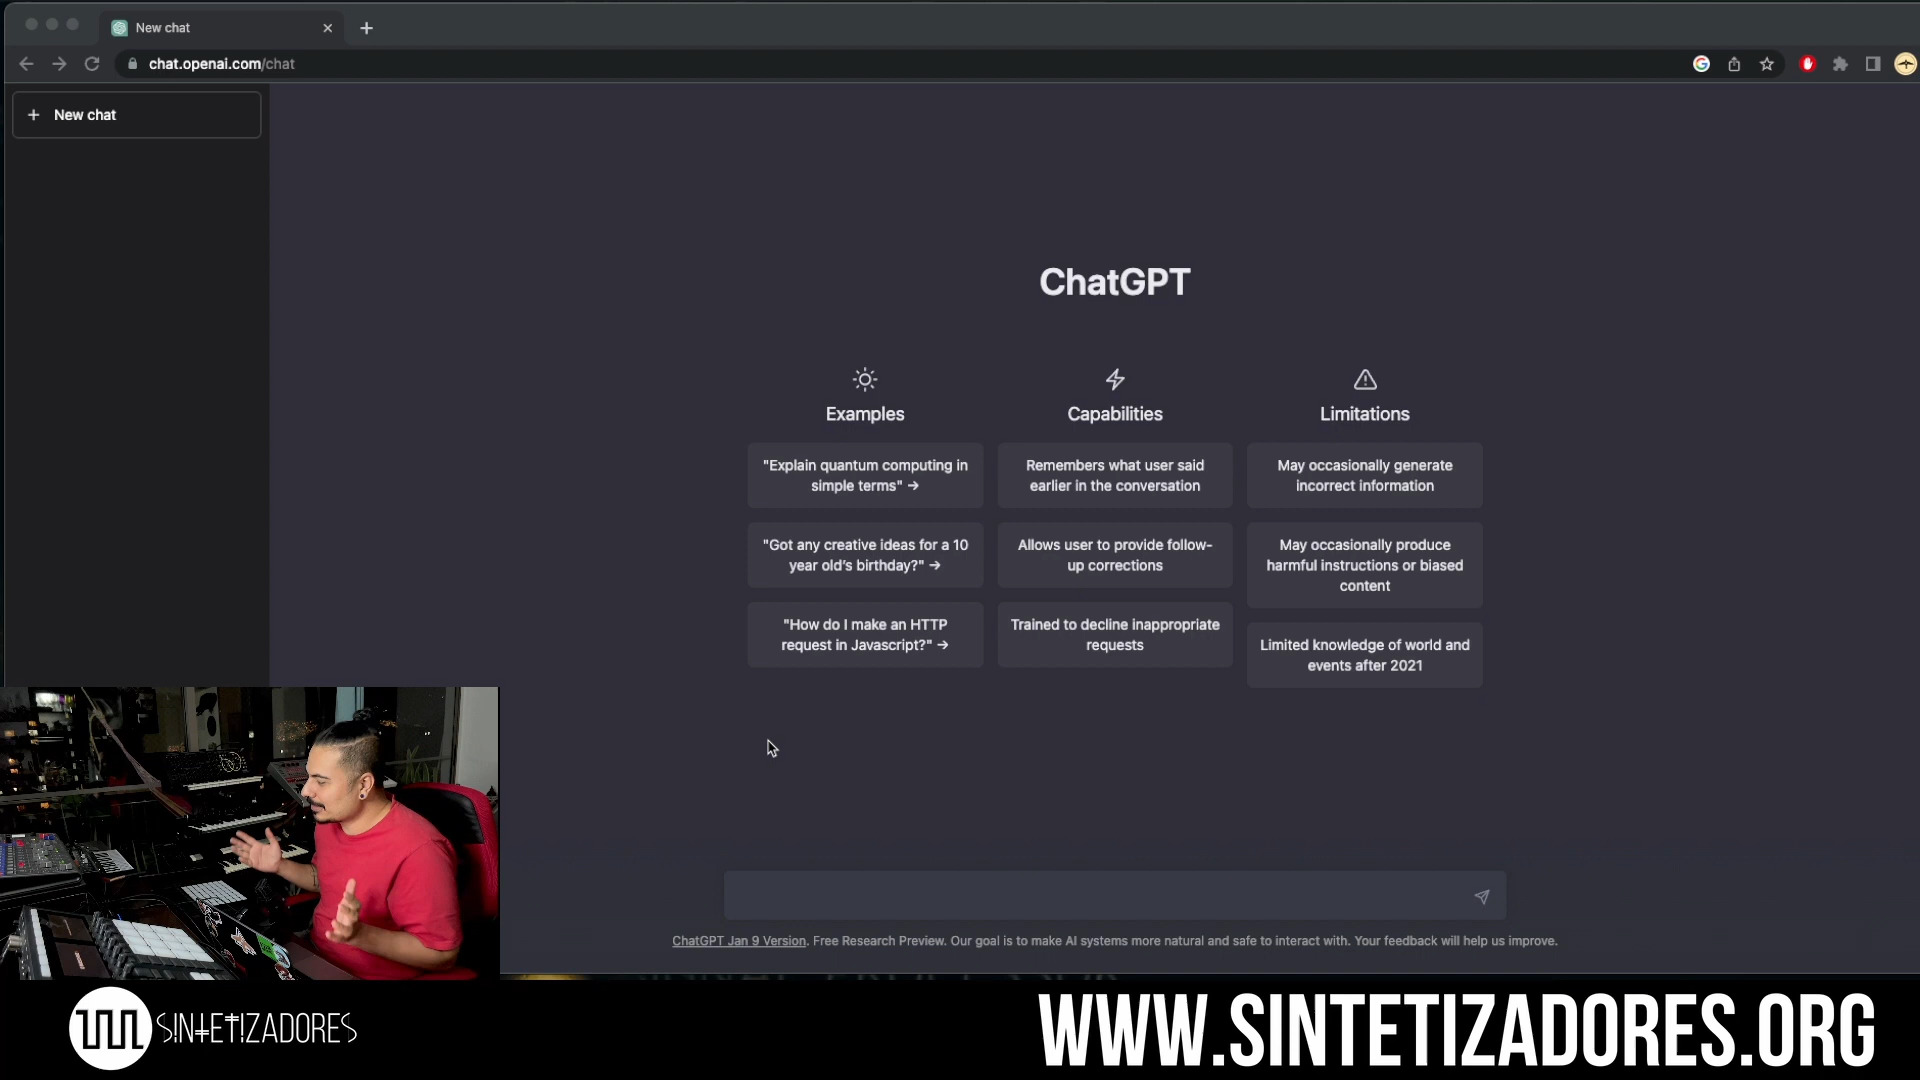 New chat
chat.openai.com/chat
New chat
ChatGPT
Examples
Capabilities
Limitations
"Explain quantum computing in
simple terms" →
Remembers what user said
earlier in the conversation
May occasionally generate
incorrect information
"Got any creative ideas for a 10
year old's birthday?" →
Allows user to provide follow-
up corrections
May occasionally produce
harmful instructions or biased
content
"How do I make an HTTP
request in Javascript?" →
Trained to decline inappropriate
requests
Limited knowledge of world and
events after 2021
ChatGPT Jan 9 Version. Free Research Preview. Our goal is to make AI systems more natural and safe to interact with. Your feedback will help us improve.
SINTETIZADORES
WWW.SINTETIZADORES.ORG